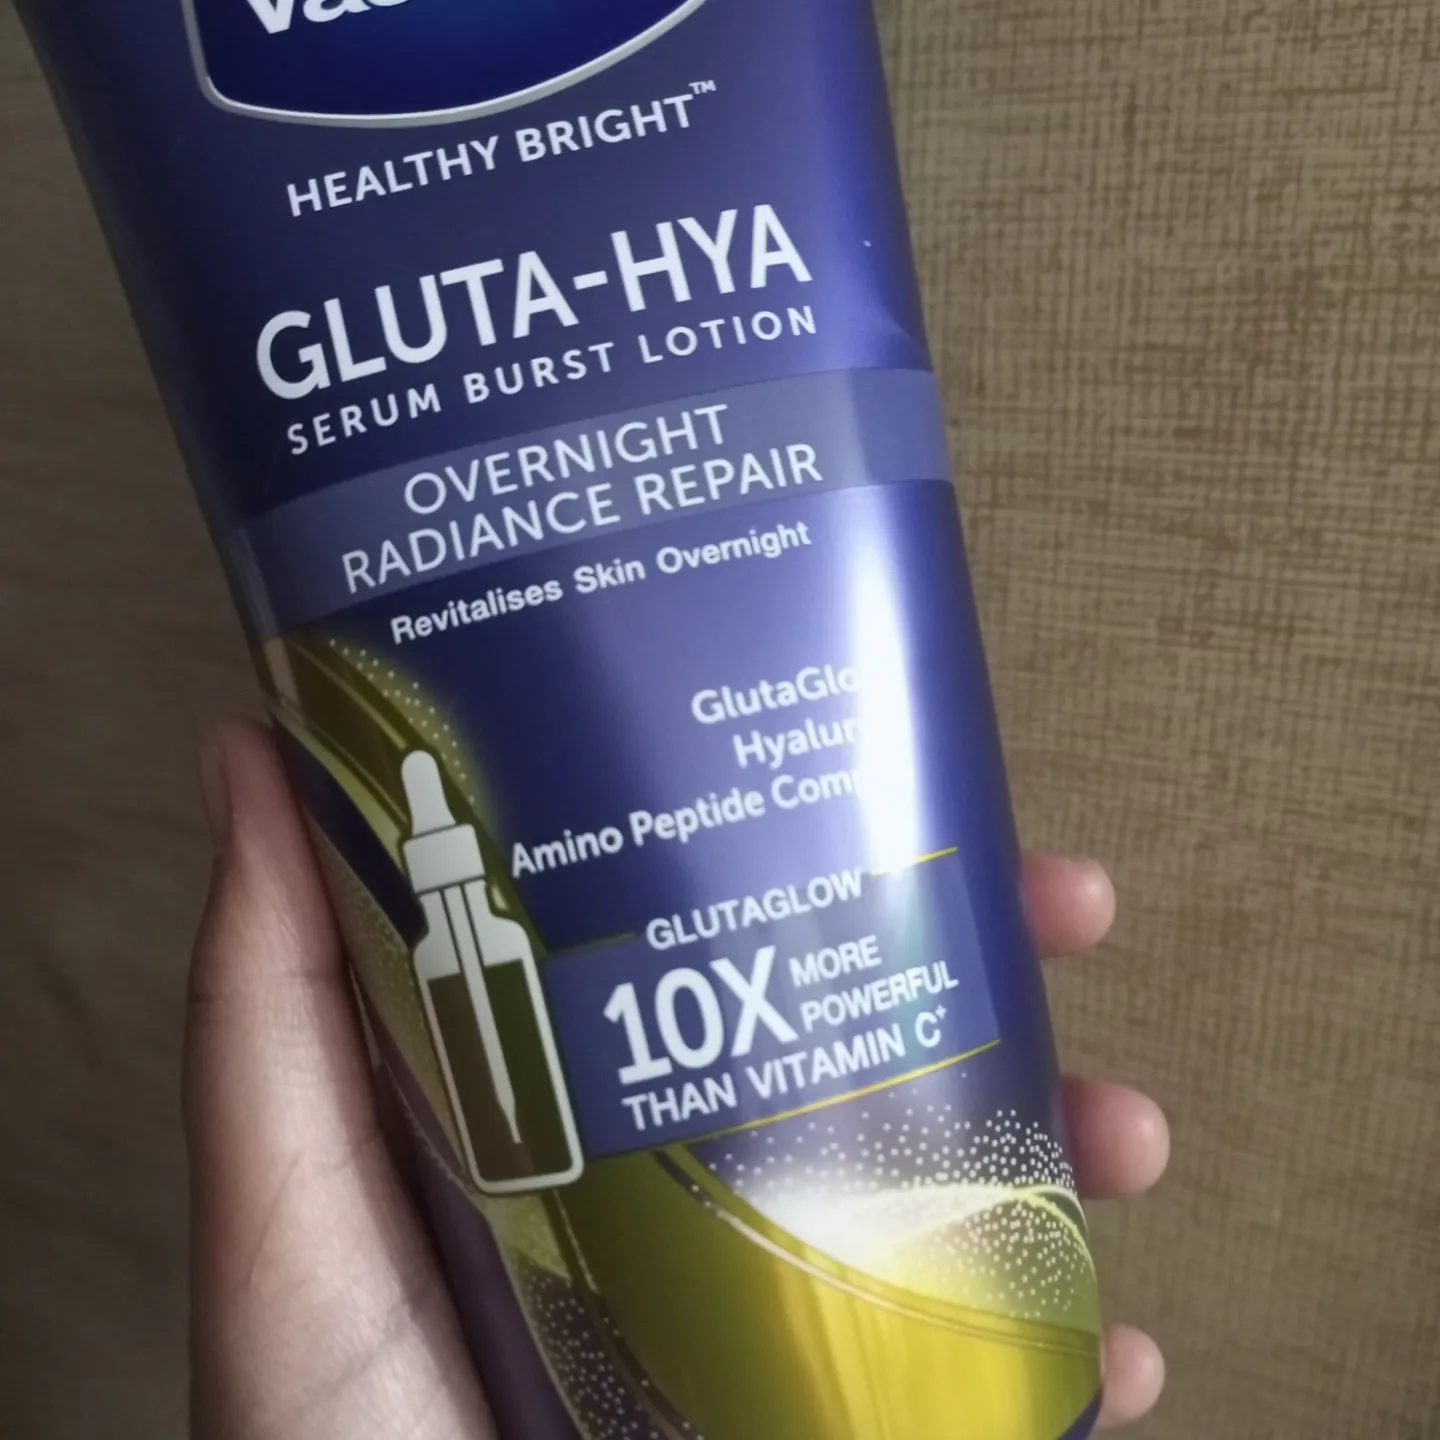 HEALTHY BRIGHT™
GLUTA-HYA
SERUM BURST LOTION
OVERNIGHT
RADIANCE REPAIR
Revitalises Skin Overnight
Amino Peptide
GLUTAGLOW
10X MORE POWERFUL
THAN VITAMIN C+